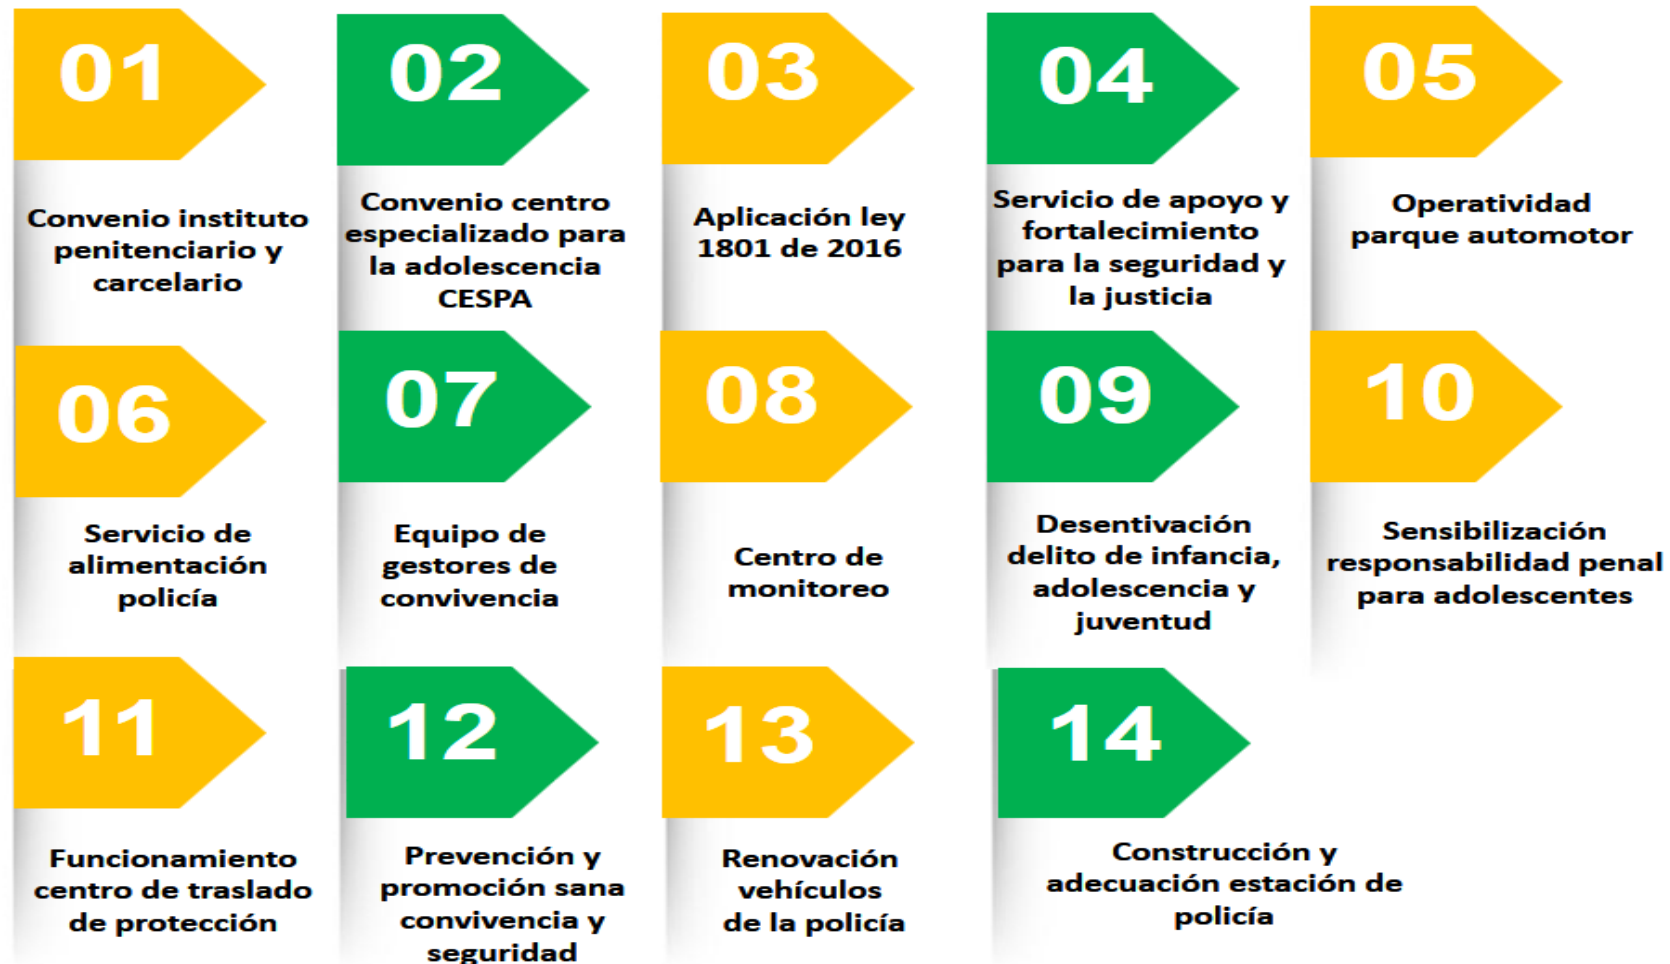 01
Convenio instituto
penitenciario y
carcelario
02
Convenio centro
especializado para
la adolescencia
CESPA
03
Aplicación ley
1801 de 2016
04
Servicio de apoyo y
fortalecimiento
para la seguridad y
la justicia
05
Operatividad
parque automotor
06
Servicio de
alimentación
policía
07
Equipo de
gestores de
convivencia
08
Centro de
monitoreo
09
Desentivación
delito de infancia,
adolescencia y
juventud
10
Sensibilización
responsabilidad penal
para adolescentes
11
Funcionamiento
centro de traslado
de protección
12
Prevención y
promoción sana
convivencia y
seguridad
13
Renovación
vehículos
de la policía
14
Construcción y
adecuación estación de
policía